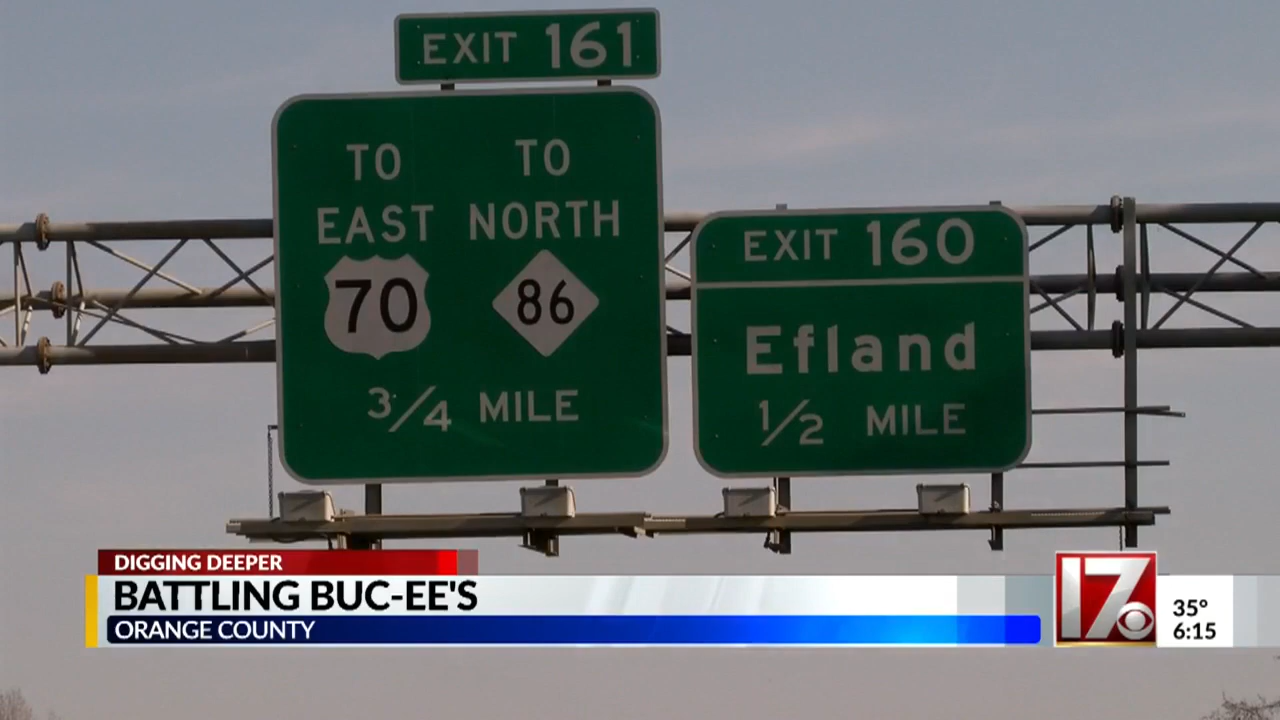 EXIT 161
TO TO
EAST NORTH
70 86
3/4 MILE
EXIT 160
Efland
1/2 MILE
DIGGING DEEPER
BATTLING BUC-EE'S
ORANGE COUNTY
17
35°
6:15